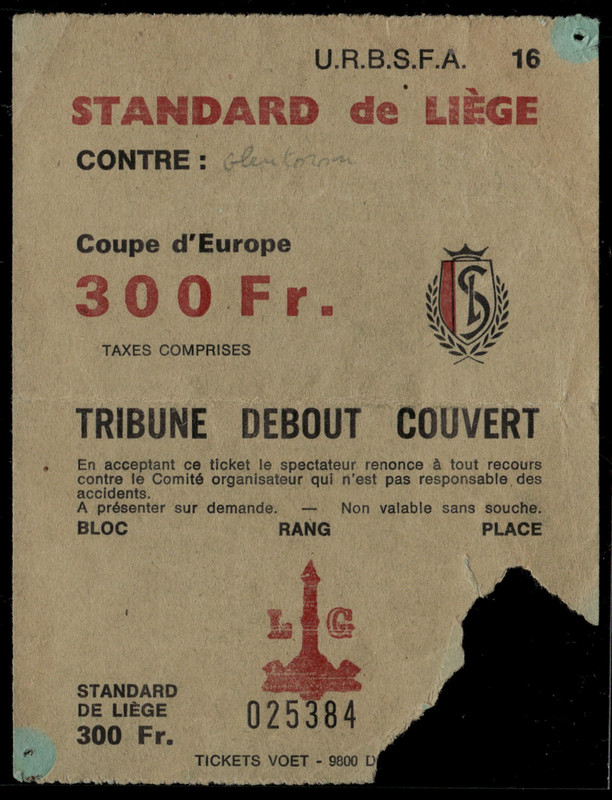 U.R.B.S.F.A. 16
STANDARD de LIÈGE
CONTRE : Glentoran
Coupe d'Europe
300 Fr.
TAXES COMPRISES
TRIBUNE DEBOUT COUVERT
En acceptant ce ticket le spectateur renonce à tout recours
contre le Comité organisateur qui n'est pas responsable des
accidents.
A présenter sur demande. — Non valable sans souche.
BLOC RANG PLACE
L G
STANDARD
DE LIÈGE
025384
300 Fr.
TICKETS VOET - 9800 D